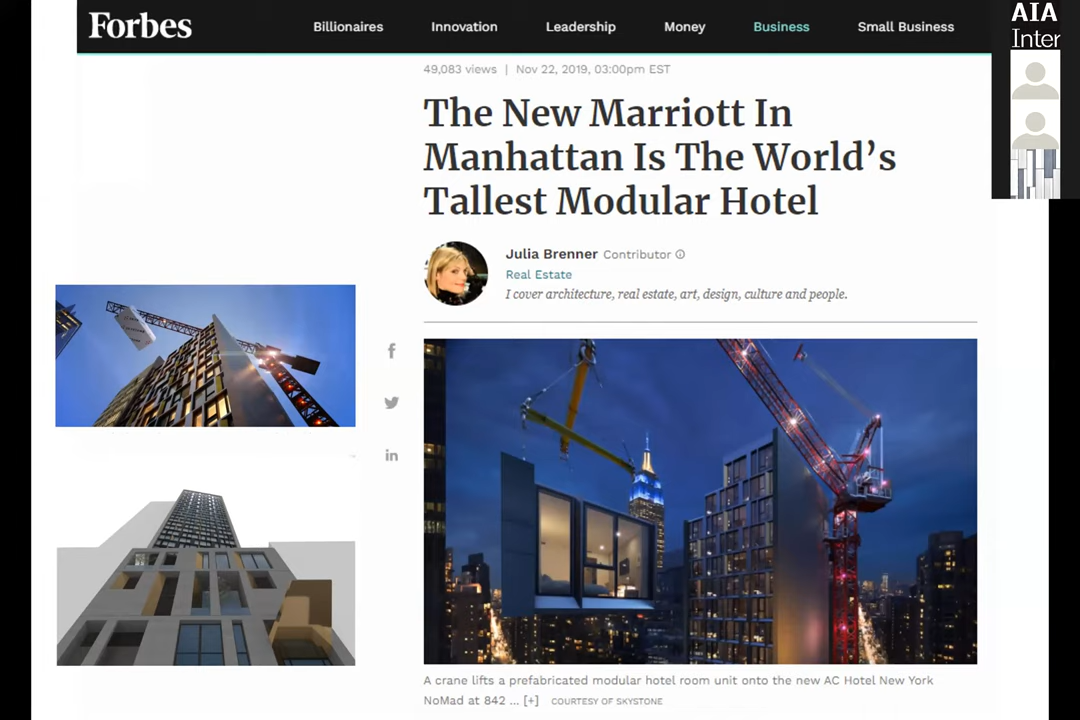 Forbes
Billionaires Innovation Leadership Money Business Small Business
AIA
Inter
49,083 views | Nov 22, 2019, 03:00pm EST
The New Marriott In
Manhattan Is The World’s
Tallest Modular Hotel
Julia Brenner Contributor
Real Estate
I cover architecture, real estate, art, design, culture and people.
f
in
A crane lifts a prefabricated modular hotel room unit onto the new AC Hotel New York
NoMad at 842 ... [+] COURTESY OF SKYSTONE